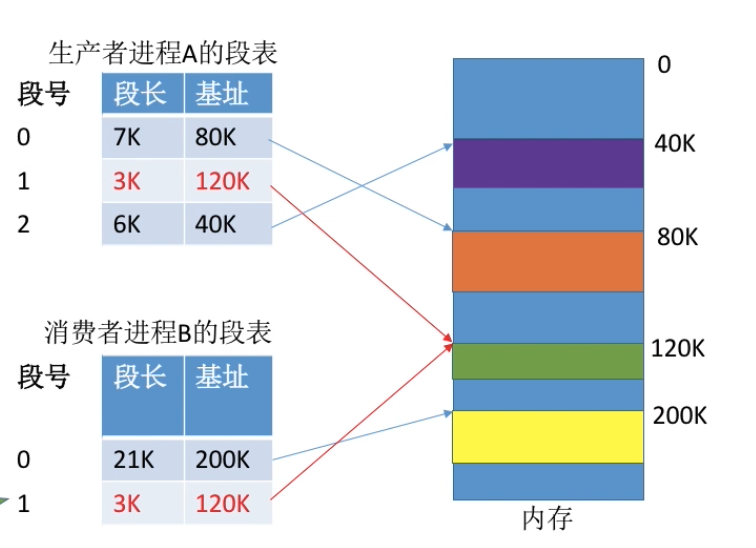 生产者进程A的段表
段号 段长 基址
0 7K 80K
1 3K 120K
2 6K 40K
消费者进程B的段表
段号 段长 基址
0 21K 200K
1 3K 120K
0
40K
80K
120K
200K
内存